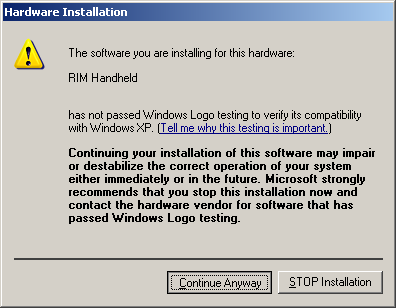 Hardware Installation
The software you are installing for this hardware:
RIM Handheld
has not passed Windows Logo testing to verify its compatibility
with Windows XP. (Tell me why this testing is important.)
Continuing your installation of this software may impair
or destabilize the correct operation of your system
either immediately or in the future. Microsoft strongly
recommends that you stop this installation now and
contact the hardware vendor for software that has
passed Windows Logo testing.
Continue Anyway
STOP Installation